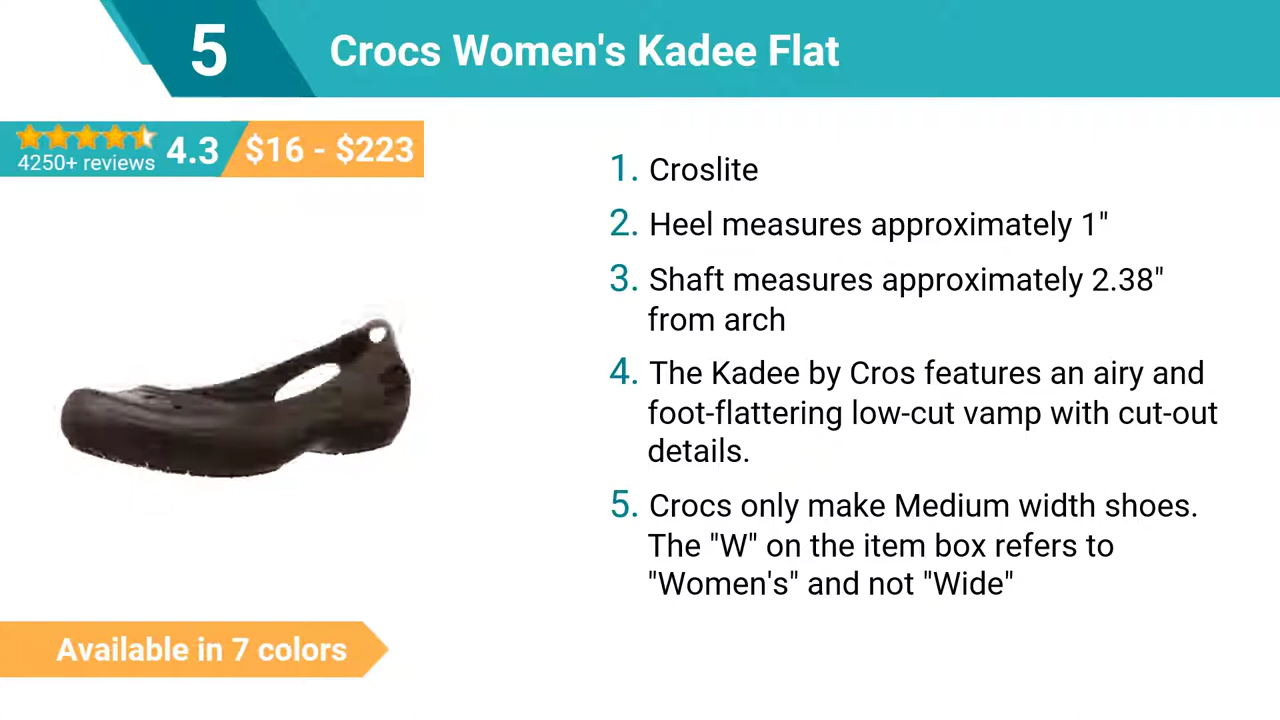 5
Crocs Women's Kadee Flat
4250+ reviews
4.3
$16 - $223
1. Croslite
2. Heel measures approximately 1"
3. Shaft measures approximately 2.38"
from arch
4. The Kadee by Cros features an airy and
foot-flattering low-cut vamp with cut-out
details.
5. Crocs only make Medium width shoes.
The "W" on the item box refers to
"Women's" and not "Wide"
Available in 7 colors